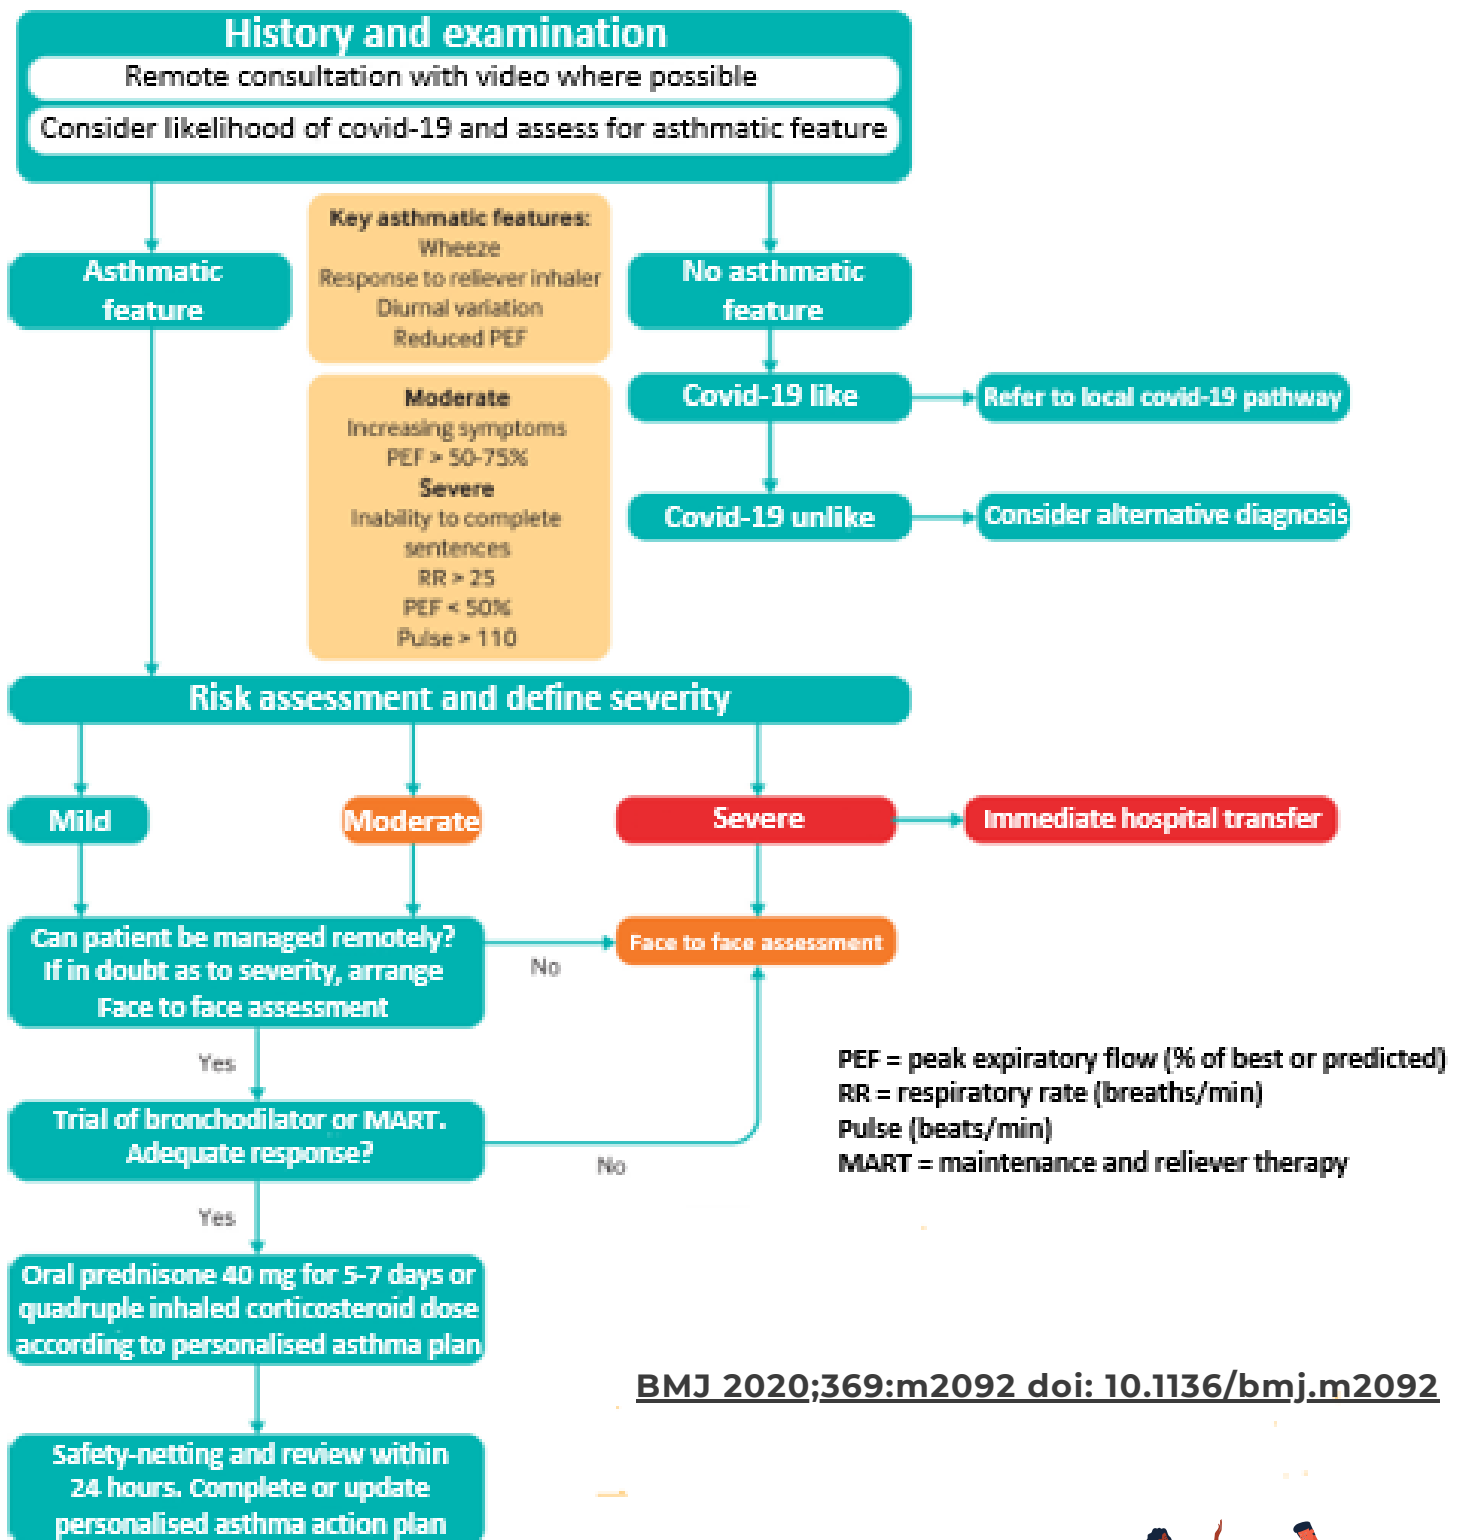 History and examination
Remote consultation with video where possible
Consider likelihood of covid-19 and assess for asthmatic feature
Key asthmatic features:
Wheeze
Response to reliever inhaler
Diurnal variation
Reduced PEF
Asthmatic
feature
No asthmatic
feature
Moderate
Increasing symptoms
PEF > 50-75%
Severe
Inability to complete
sentences
RR > 25
PEF < 50%
Pulse > 110
Covid-19 like
Refer to local covid-19 pathway
Covid-19 unlike
Consider alternative diagnosis
Risk assessment and define severity
Mild
Moderate
Severe
Immediate hospital transfer
Can patient be managed remotely?
If in doubt as to severity, arrange
Face to face assessment
No
Face to face assessment
Yes
Trial of bronchodilator or MART.
Adequate response?
No
PEF = peak expiratory flow (% of best or predicted)
RR = respiratory rate (breaths/min)
Pulse (beats/min)
MART = maintenance and reliever therapy
Yes
Oral prednisone 40 mg for 5-7 days or
quadruple inhaled corticosteroid dose
according to personalised asthma plan
BMJ 2020;369:m2092 doi: 10.1136/bmj.m2092
Safety-netting and review within
24 hours. Complete or update
personalised asthma action plan